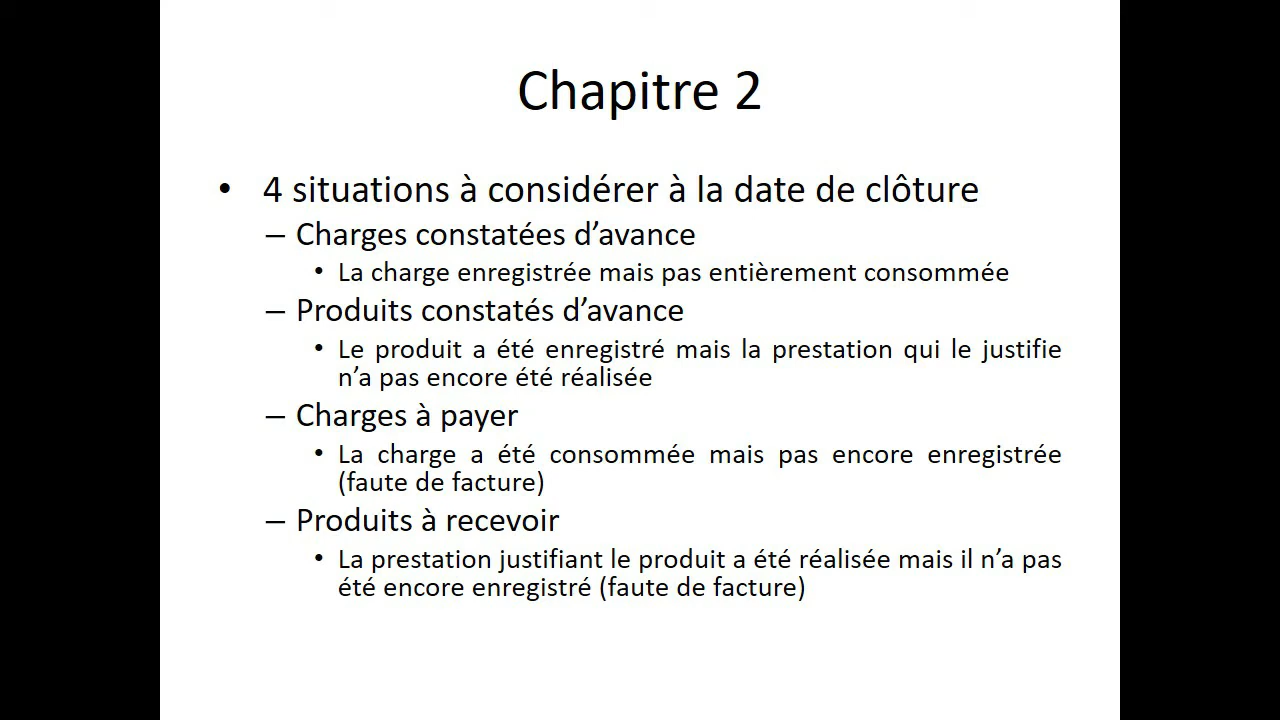 Chapitre 2
• 4 situations à considérer à la date de clôture
– Charges constatées d’avance
• La charge enregistrée mais pas entièrement consommée
– Produits constatés d’avance
• Le produit a été enregistré mais la prestation qui le justifie
n’a pas encore été réalisée
– Charges à payer
• La charge a été consommée mais pas encore enregistrée
(faute de facture)
– Produits à recevoir
• La prestation justifiant le produit a été réalisée mais il n’a pas
été encore enregistré (faute de facture)